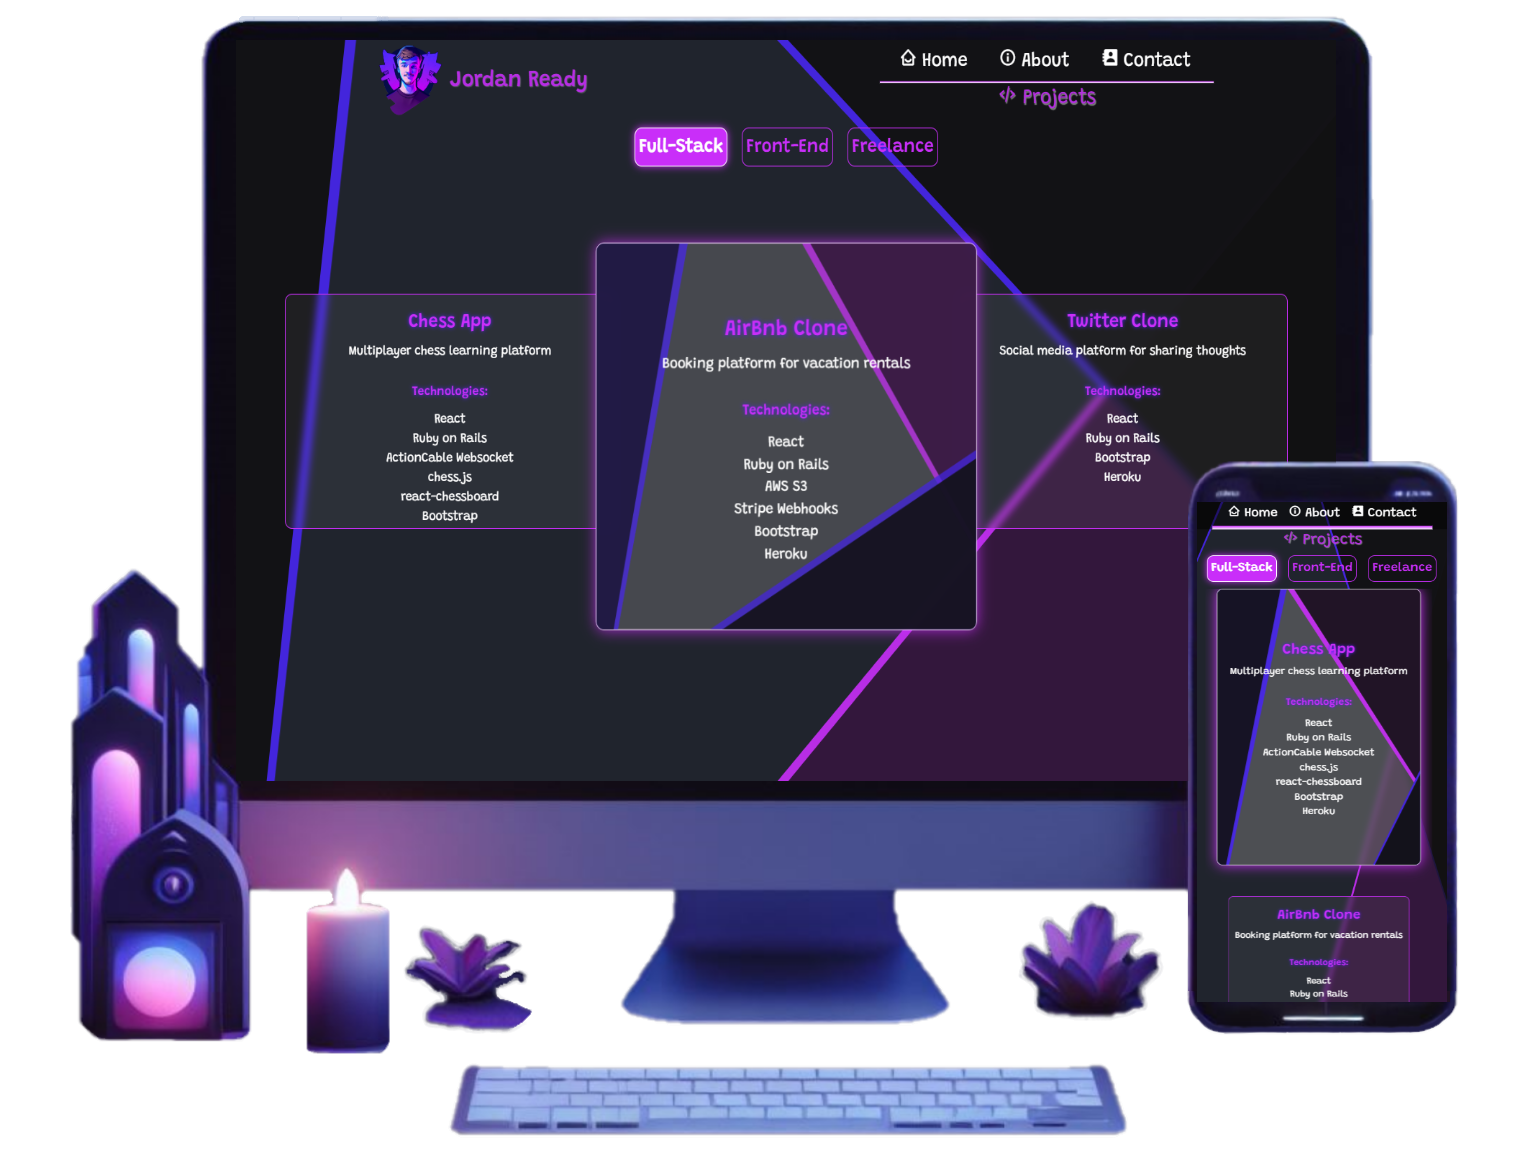 Jordan Ready
Home
About
Contact
</> Projects
Full-Stack
Front-End
Freelance
Chess App
Multiplayer chess learning platform
Technologies:
React
Ruby on Rails
ActionCable Websocket
chess.js
react-chessboard
Bootstrap
AirBnb Clone
Booking platform for vacation rentals
Technologies:
React
Ruby on Rails
AWS S3
Stripe Webhooks
Bootstrap
Heroku
Twitter Clone
Social media platform for sharing thoughts
Technologies:
React
Ruby on Rails
Bootstrap
Heroku
Home
About
Contact
</> Projects
Full-Stack
Front-End
Freelance
Chess App
Multiplayer chess learning platform
Technologies:
React
Ruby on Rails
ActionCable Websocket
chess.js
react-chessboard
Bootstrap
Heroku
AirBnb Clone
Booking platform for vacation rentals
Technologies:
React
Ruby on Rails